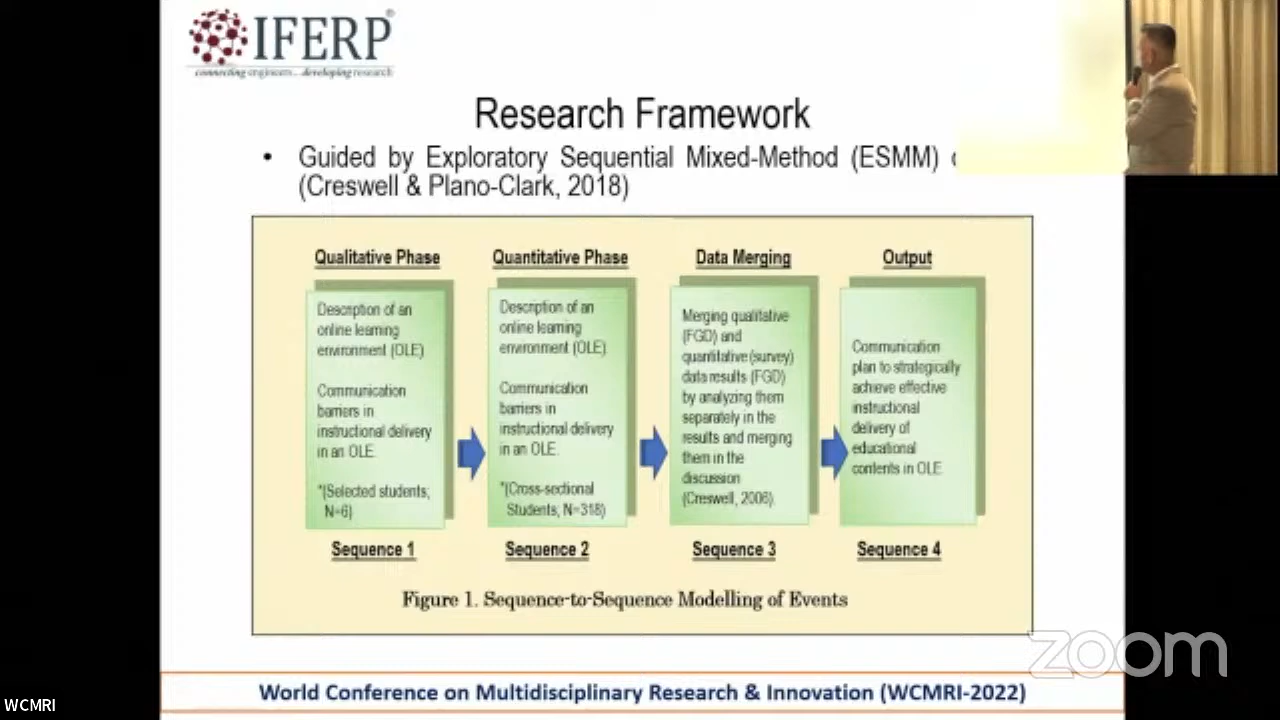 IFERP®
connecting engineers...developing research
Research Framework
• Guided by Exploratory Sequential Mixed-Method (ESMM)
(Creswell & Plano-Clark, 2018)
Qualitative Phase
Description of an
online learning
environment (OLE)
Communication
barriers in
instructional delivery
in an OLE.
*(Selected students;
N=6)
Sequence 1
Quantitative Phase
Description of an
online learning
environment (OLE)
Communication
barriers in
instructional delivery
in an OLE.
*(Cross-sectional
Students, N=318)
Sequence 2
Data Merging
Merging qualitative
(FGD) and
quantitative (survey)
data results (FGD)
by analyzing them
separately in the
results and merging
them in the
discussion
(Creswell, 2006).
Sequence 3
Output
Communication
plan to strategically
achieve effective
instructional
delivery of
educational
contents in OLE
Sequence 4
Figure 1. Sequence-to-Sequence Modelling of Events
zoom
World Conference on Multidisciplinary Research & Innovation (WCMRI-2022)
WCMRI